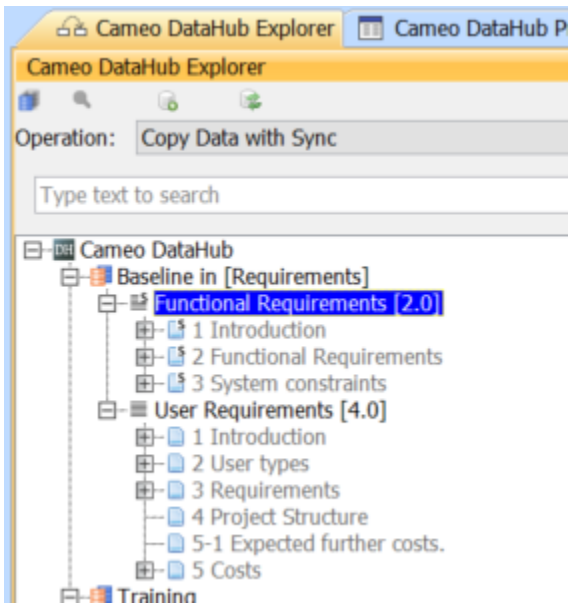 Cameo DataHub Explorer Cameo DataHub P
Cameo DataHub Explorer
Operation: Copy Data with Sync
Type text to search
DH Cameo DataHub
Baseline in [Requirements]
Functional Requirements [2.0]
1 Introduction
2 Functional Requirements
3 System constraints
User Requirements [4.0]
1 Introduction
2 User types
3 Requirements
4 Project Structure
5-1 Expected further costs.
5 Costs
Training